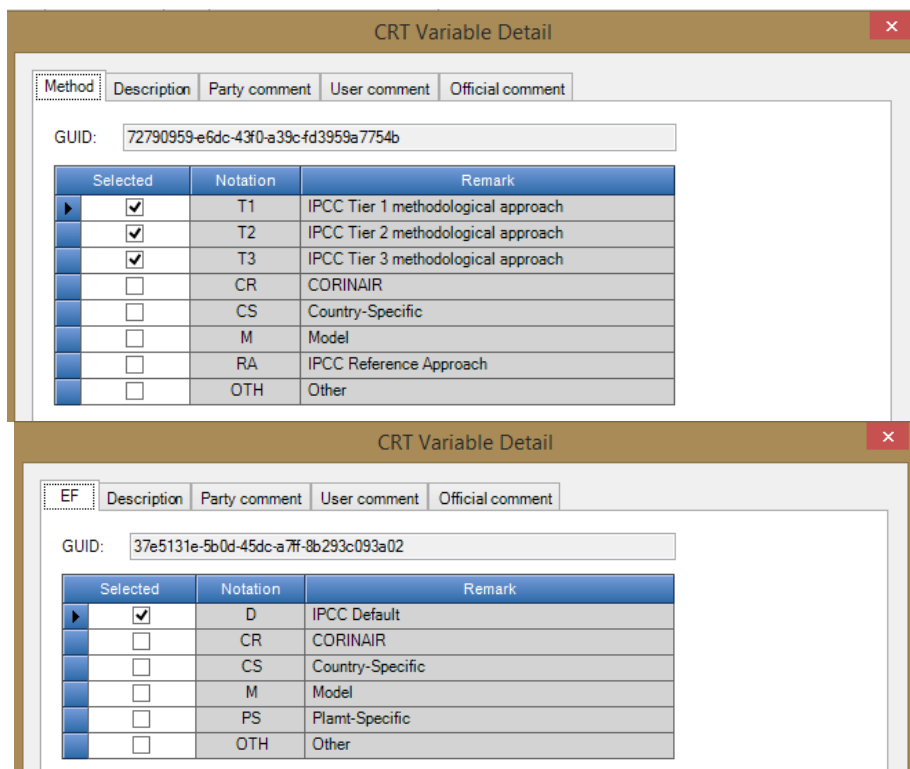 CRT Variable Detail
Method Description Party comment User comment Official comment
GUID: 72790959-e6dc-43f0-a39c-fd3959a7754b
Selected Notation Remark
T1 IPCC Tier 1 methodological approach
T2 IPCC Tier 2 methodological approach
T3 IPCC Tier 3 methodological approach
CR CORINAIR
CS Country-Specific
M Model
RA IPCC Reference Approach
OTH Other
CRT Variable Detail
EF Description Party comment User comment Official comment
GUID: 37e5131e-5b0d-45dc-a7ff-8b293c093a02
Selected Notation Remark
D IPCC Default
CR CORINAIR
CS Country-Specific
M Model
PS Plamt-Specific
OTH Other